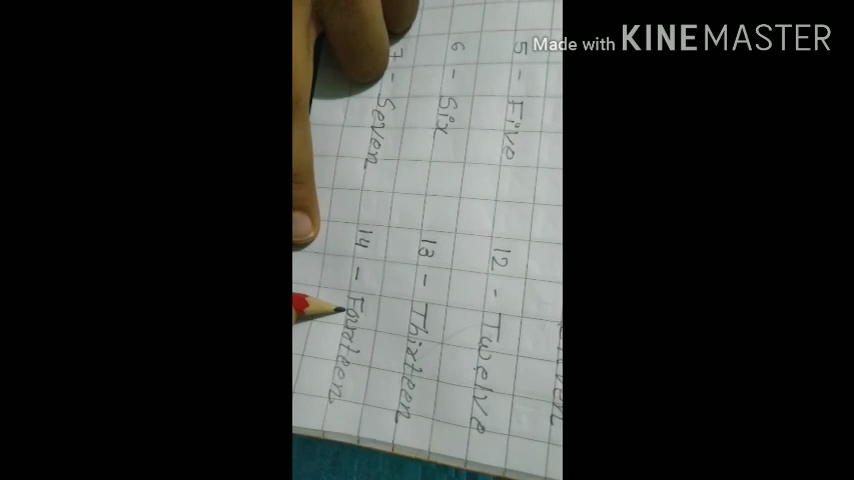 Made with KINEMASTER
5 - Five
6 - Six
7 - Seven
12 - Twelve
13 - Thirteen
14 - Fourteen